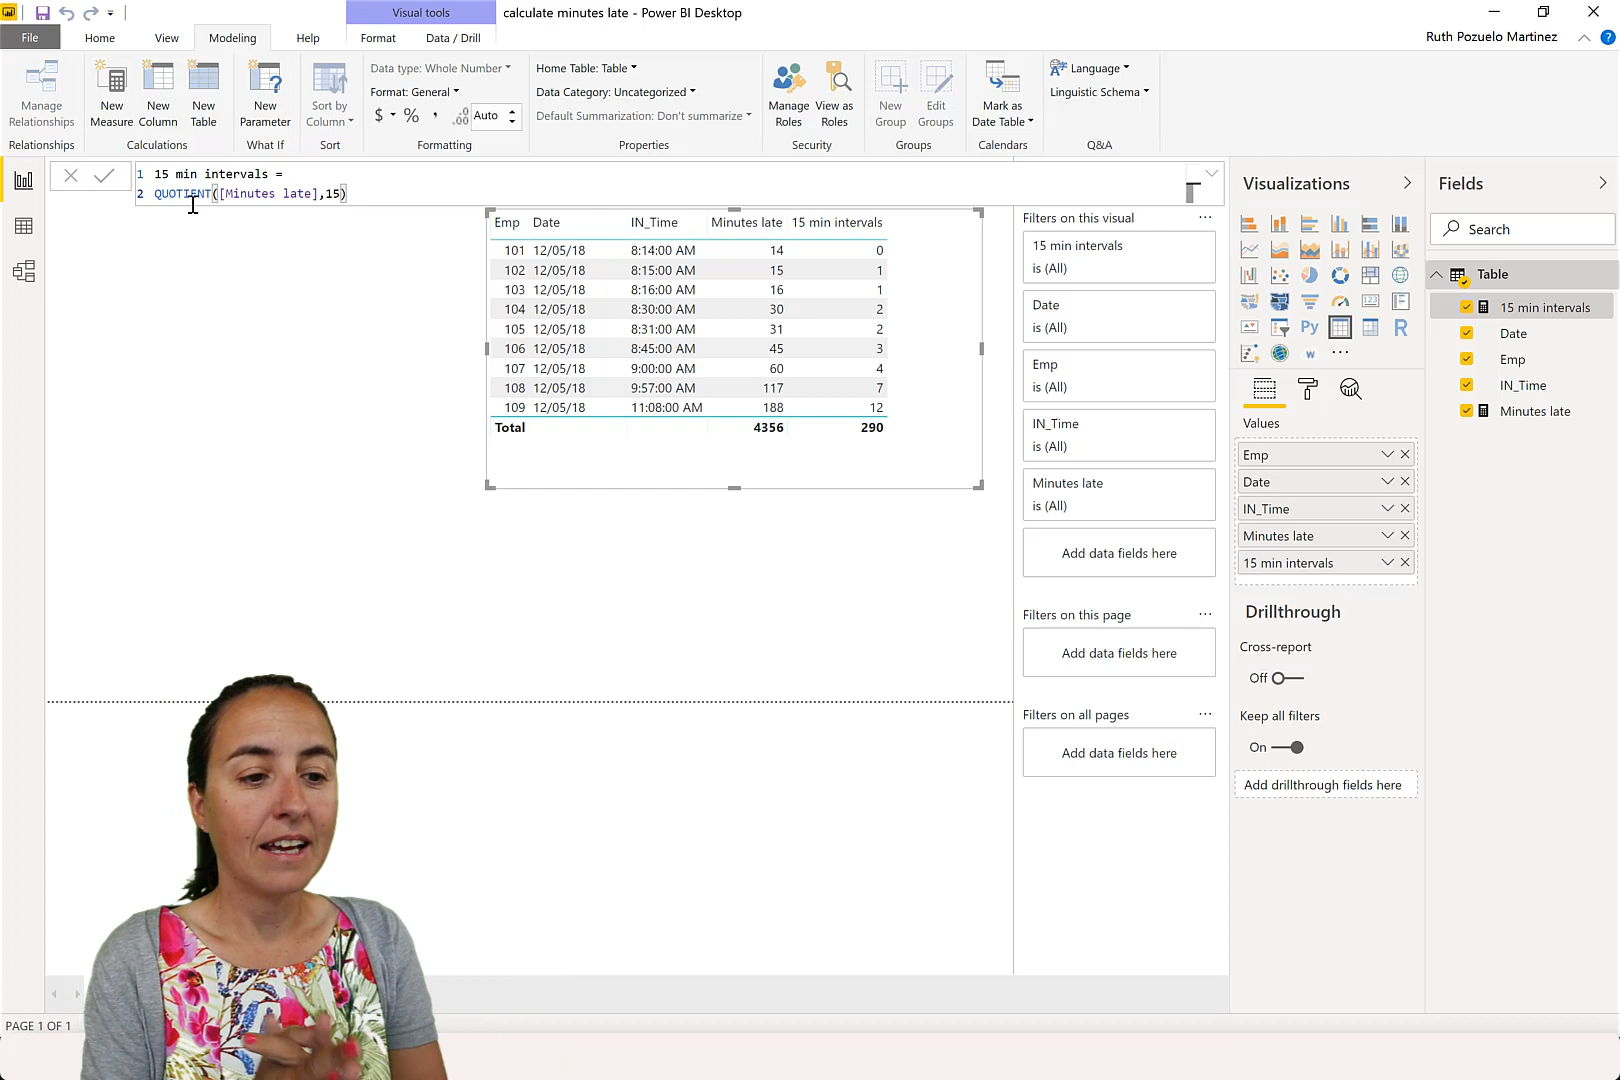 Visual tools
calculate minutes late - Power BI Desktop
File
Home
View
Modeling
Help
Format
Data / Drill
Ruth Pozuelo Martinez
Manage Relationships
Relationships
New Measure
New Column
New Table
Calculations
New Parameter
What If
Sort by Column
Sort
Data type: Whole Number
Format: General
$ % , .00 Auto
Formatting
Home Table: Table
Data Category: Uncategorized
Default Summarization: Don't summarize
Properties
Manage Roles
View as Roles
Security
New Group
Edit Groups
Groups
Mark as Date Table
Calendars
Language
Linguistic Schema
Q&A
1 15 min intervals =
2 QUOTIENT([Minutes late],15)
Emp Date IN_Time Minutes late 15 min intervals
101 12/05/18 8:14:00 AM 14 0
102 12/05/18 8:15:00 AM 15 1
103 12/05/18 8:16:00 AM 16 1
104 12/05/18 8:30:00 AM 30 2
105 12/05/18 8:31:00 AM 31 2
106 12/05/18 8:45:00 AM 45 3
107 12/05/18 9:00:00 AM 60 4
108 12/05/18 9:57:00 AM 117 7
109 12/05/18 11:08:00 AM 188 12
Total 4356 290
Filters on this visual
15 min intervals
is (All)
Date
is (All)
Emp
is (All)
IN_Time
is (All)
Minutes late
is (All)
Add data fields here
Filters on this page
Add data fields here
Filters on all pages
Add data fields here
Visualizations
Py
R
Values
Emp
Date
IN_Time
Minutes late
15 min intervals
Drillthrough
Cross-report
Off
Keep all filters
On
Add drillthrough fields here
Fields
Search
Table
15 min intervals
Date
Emp
IN_Time
Minutes late
PAGE 1 OF 1